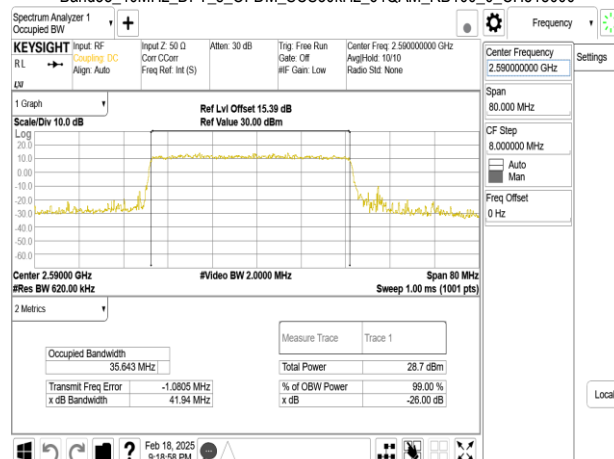 Spectrum Analyzer 1
Occupied BW
Frequency
KEYSIGHT
Input: RF
Coupling: DC
Align: Auto
Input Z: 50 Ω
Corr CCorr
Freq Ref: Int (S)
Atten: 30 dB
Trig: Free Run
Gate: Off
#IF Gain: Low
Center Freq: 2.590000000 GHz
Avg|Hold: 10/10
Radio Std: None
RL
LXI
Center Frequency
2.590000000 GHz
Settings
Span
80.000 MHz
CF Step
8.000000 MHz
Auto
Man
Freq Offset
0 Hz
1 Graph
Scale/Div 10.0 dB
Ref Lvl Offset 15.39 dB
Ref Value 30.00 dBm
Log
20.0
10.0
0.00
-10.0
-20.0
-30.0
-40.0
-50.0
-60.0
Center 2.59000 GHz
#Video BW 2.0000 MHz
Span 80 MHz
#Res BW 620.00 kHz
Sweep 1.00 ms (1001 pts)
2 Metrics
Measure Trace
Trace 1
Occupied Bandwidth
35.643 MHz
Total Power
28.7 dBm
Transmit Freq Error
-1.0805 MHz
% of OBW Power
99.00 %
x dB Bandwidth
41.94 MHz
x dB
-26.00 dB
Local
Feb 18, 2025
9:18:58 PM